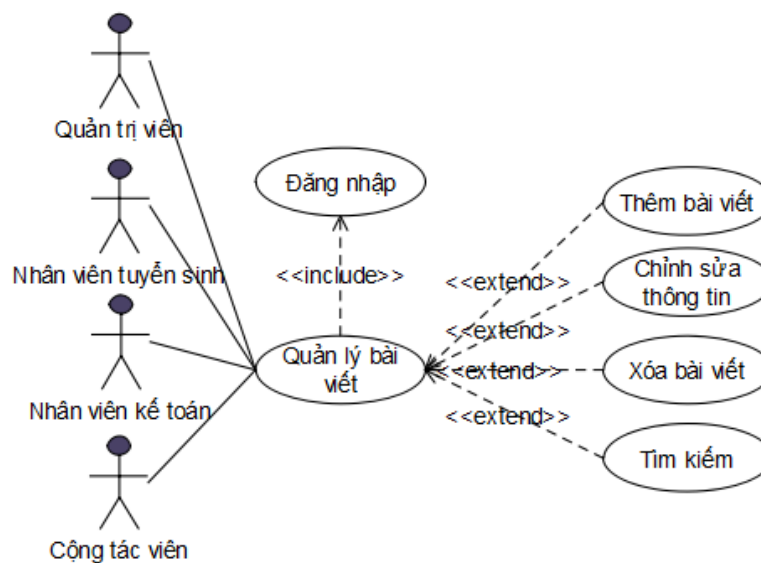 Quản trị viên
Nhân viên tuyển sinh
Nhân viên kế toán
Cộng tác viên
Đăng nhập
<<include>>
Quản lý bài
viết
<<extend>>
<<extend>>
<<extend>>
<<extend>>
Thêm bài viết
Chỉnh sửa
thông tin
Xóa bài viết
Tìm kiếm